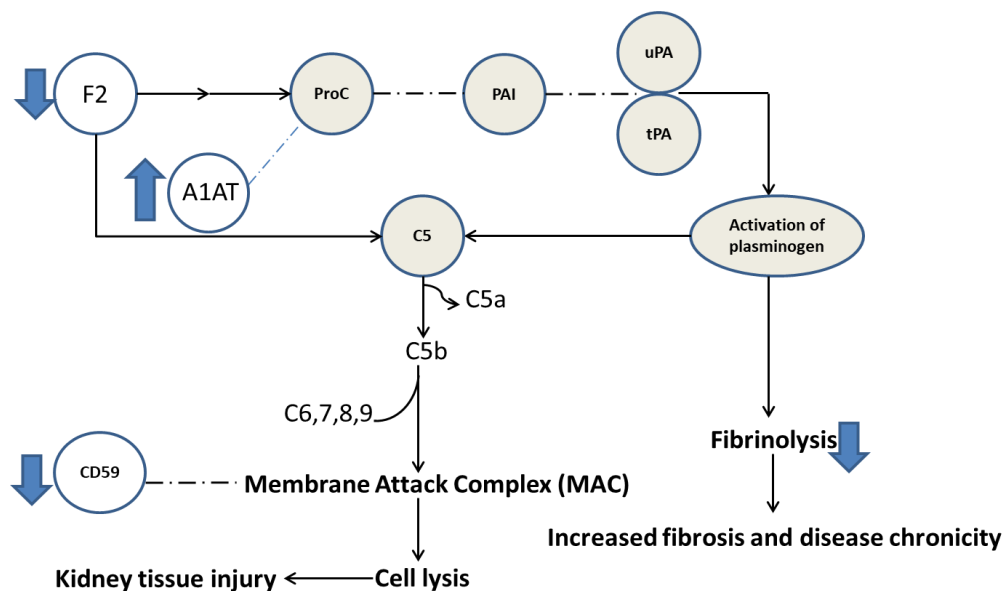 uPA
F2
ProC
PAI
tPA
A1AT
C5
Activation of
plasminogen
C5a
C5b
C6,7,8,9
Fibrinolysis
CD59
Membrane Attack Complex (MAC)
Increased fibrosis and disease chronicity
Kidney tissue injury
Cell lysis